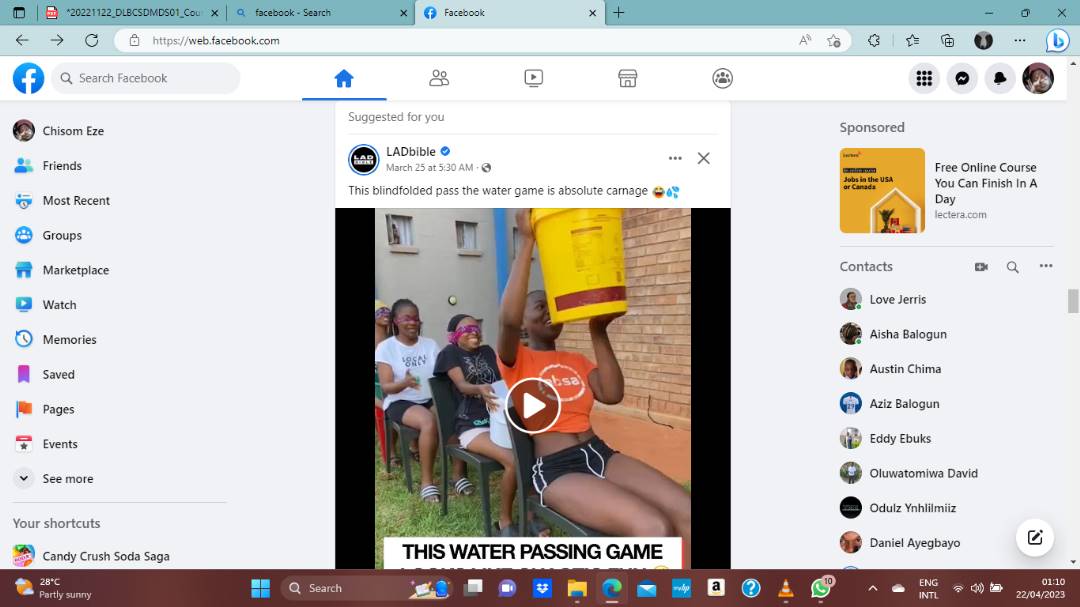 *20221122_DLBCSDMDS01_Cou
facebook - Search
Facebook
https://web.facebook.com
Search Facebook
Chisom Eze
Friends
Most Recent
Groups
Marketplace
Watch
Memories
Saved
Pages
Events
See more
Your shortcuts
Candy Crush Soda Saga
Suggested for you
LADbible
March 25 at 5:30 AM ·
This blindfolded pass the water game is absolute carnage 😂💦
LAD
BIBLE
LOCAL
ONLY
absa
THIS WATER PASSING GAME
Sponsored
Lectera
Jobs in the USA
or Canada
Free Online Course
You Can Finish In A
Day
lectera.com
Contacts
Love Jerris
Aisha Balogun
Austin Chima
Aziz Balogun
Eddy Ebuks
Oluwatomiwa David
Odulz Ynhlilmiiz
Daniel Ayegbayo
28°C
Partly sunny
Search
10
ENG
INTL
01:10
22/04/2023